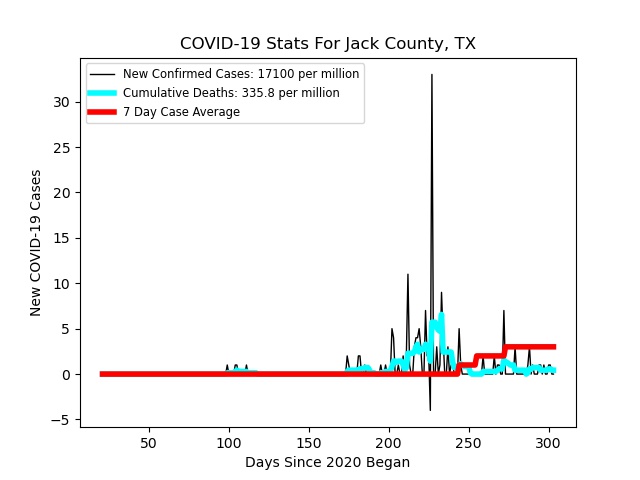 COVID-19 Stats For Jack County, TX
New Confirmed Cases: 17100 per million
Cumulative Deaths: 335.8 per million
7 Day Case Average
New COVID-19 Cases
30
25
20
15
10
5
0
−5
50 100 150 200 250 300
Days Since 2020 Began